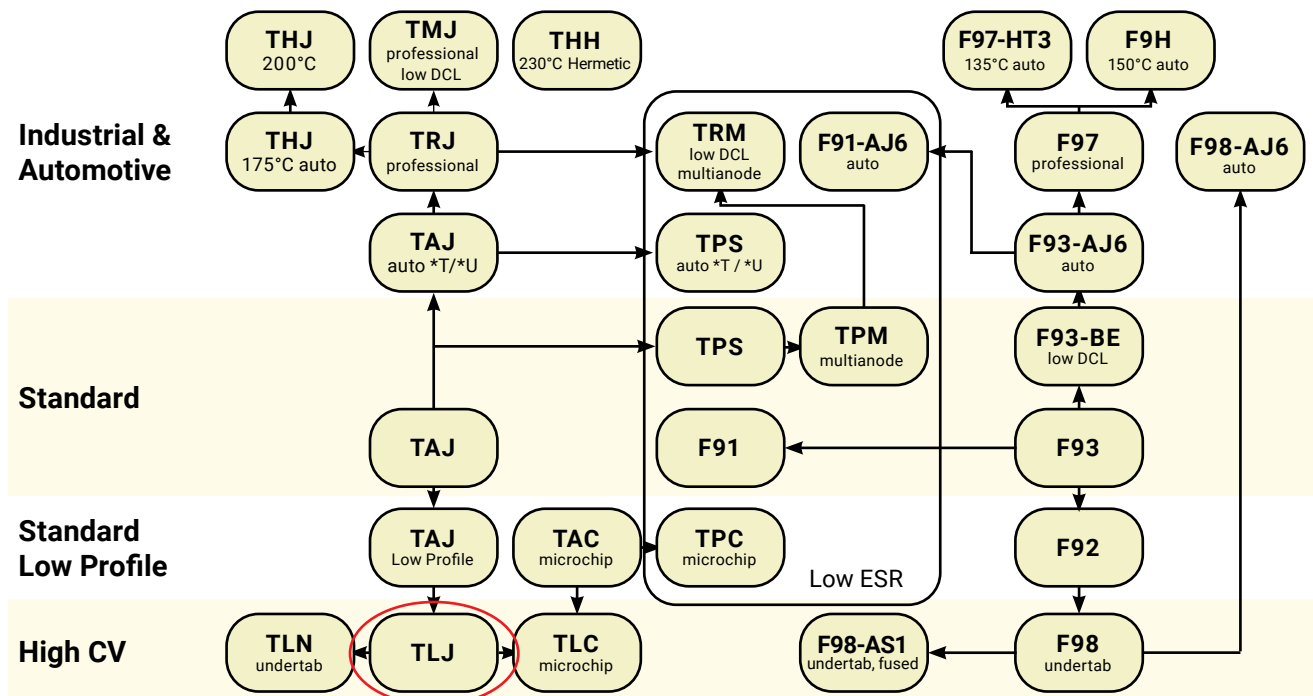 THJ
200°C
TMJ
professional
low DCL
THH
230°C Hermetic
F97-HT3
135°C auto
F9H
150°C auto
Industrial &
Automotive
THJ
175°C auto
TRJ
professional
TRM
low DCL
multianode
F91-AJ6
auto
F97
professional
F98-AJ6
auto
TAJ
auto *T/*U
TPS
auto *T / *U
F93-AJ6
auto
Standard
TPS
TPM
multianode
F93-BE
low DCL
TAJ
F91
F93
Standard
Low Profile
TAJ
Low Profile
TAC
microchip
TPC
microchip
F92
Low ESR
High CV
TLN
undertab
TLJ
TLC
microchip
F98-AS1
undertab, fused
F98
undertab